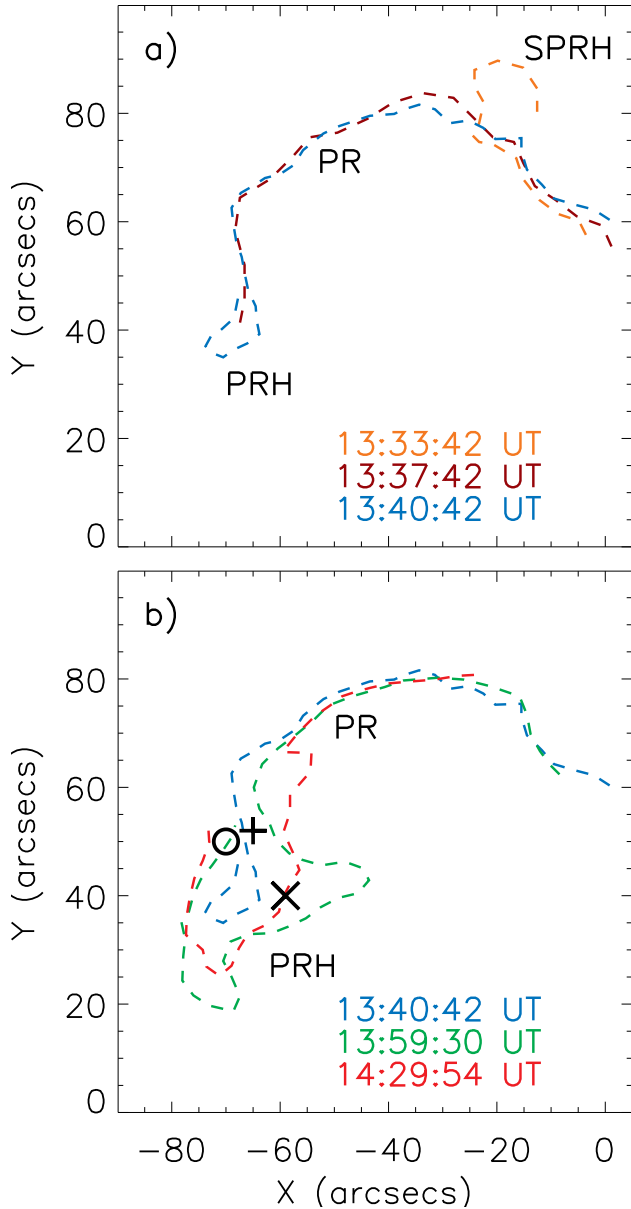 a)
SPRH
PR
PRH
13:33:42 UT
13:37:42 UT
13:40:42 UT
Y (arcsecs)
80
60
40
20
0
b)
PR
PRH
13:40:42 UT
13:59:30 UT
14:29:54 UT
Y (arcsecs)
80
60
40
20
0
−80 −60 −40 −20 0
X (arcsecs)